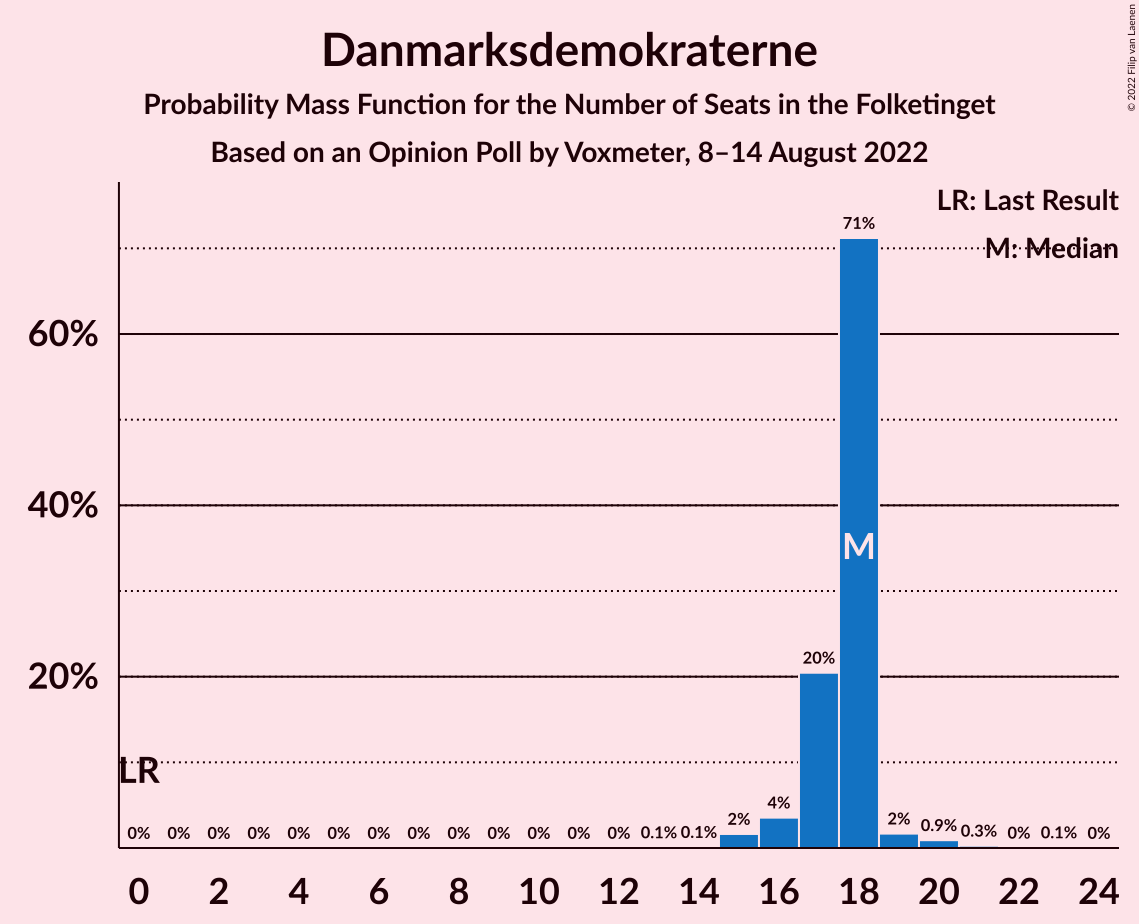 Danmarksdemokraterne
Probability Mass Function for the Number of Seats in the Folketinget
Based on an Opinion Poll by Voxmeter, 8–14 August 2022
© 2022 Filip van Laenen
LR: Last Result
M: Median
60%
40%
20%
71%
M
20%
LR
0% 0% 0% 0% 0% 0% 0% 0% 0% 0% 0% 0% 0% 0.1% 0.1% 2% 4% 2% 0.9% 0.3% 0% 0.1% 0%
0 2 4 6 8 10 12 14 16 18 20 22 24